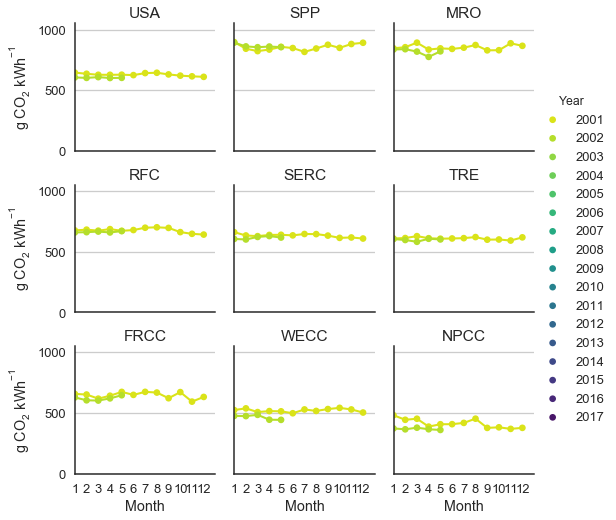 USA SPP MRO
1000
500
0
g CO₂ kWh⁻¹
RFC SERC TRE
1000
500
0
g CO₂ kWh⁻¹
FRCC WECC NPCC
1000
500
0
g CO₂ kWh⁻¹
1 2 3 4 5 6 7 8 9 10 11 12 1 2 3 4 5 6 7 8 9 10 11 12 1 2 3 4 5 6 7 8 9 10 11 12
Month Month Month
Year
2001
2002
2003
2004
2005
2006
2007
2008
2009
2010
2011
2012
2013
2014
2015
2016
2017